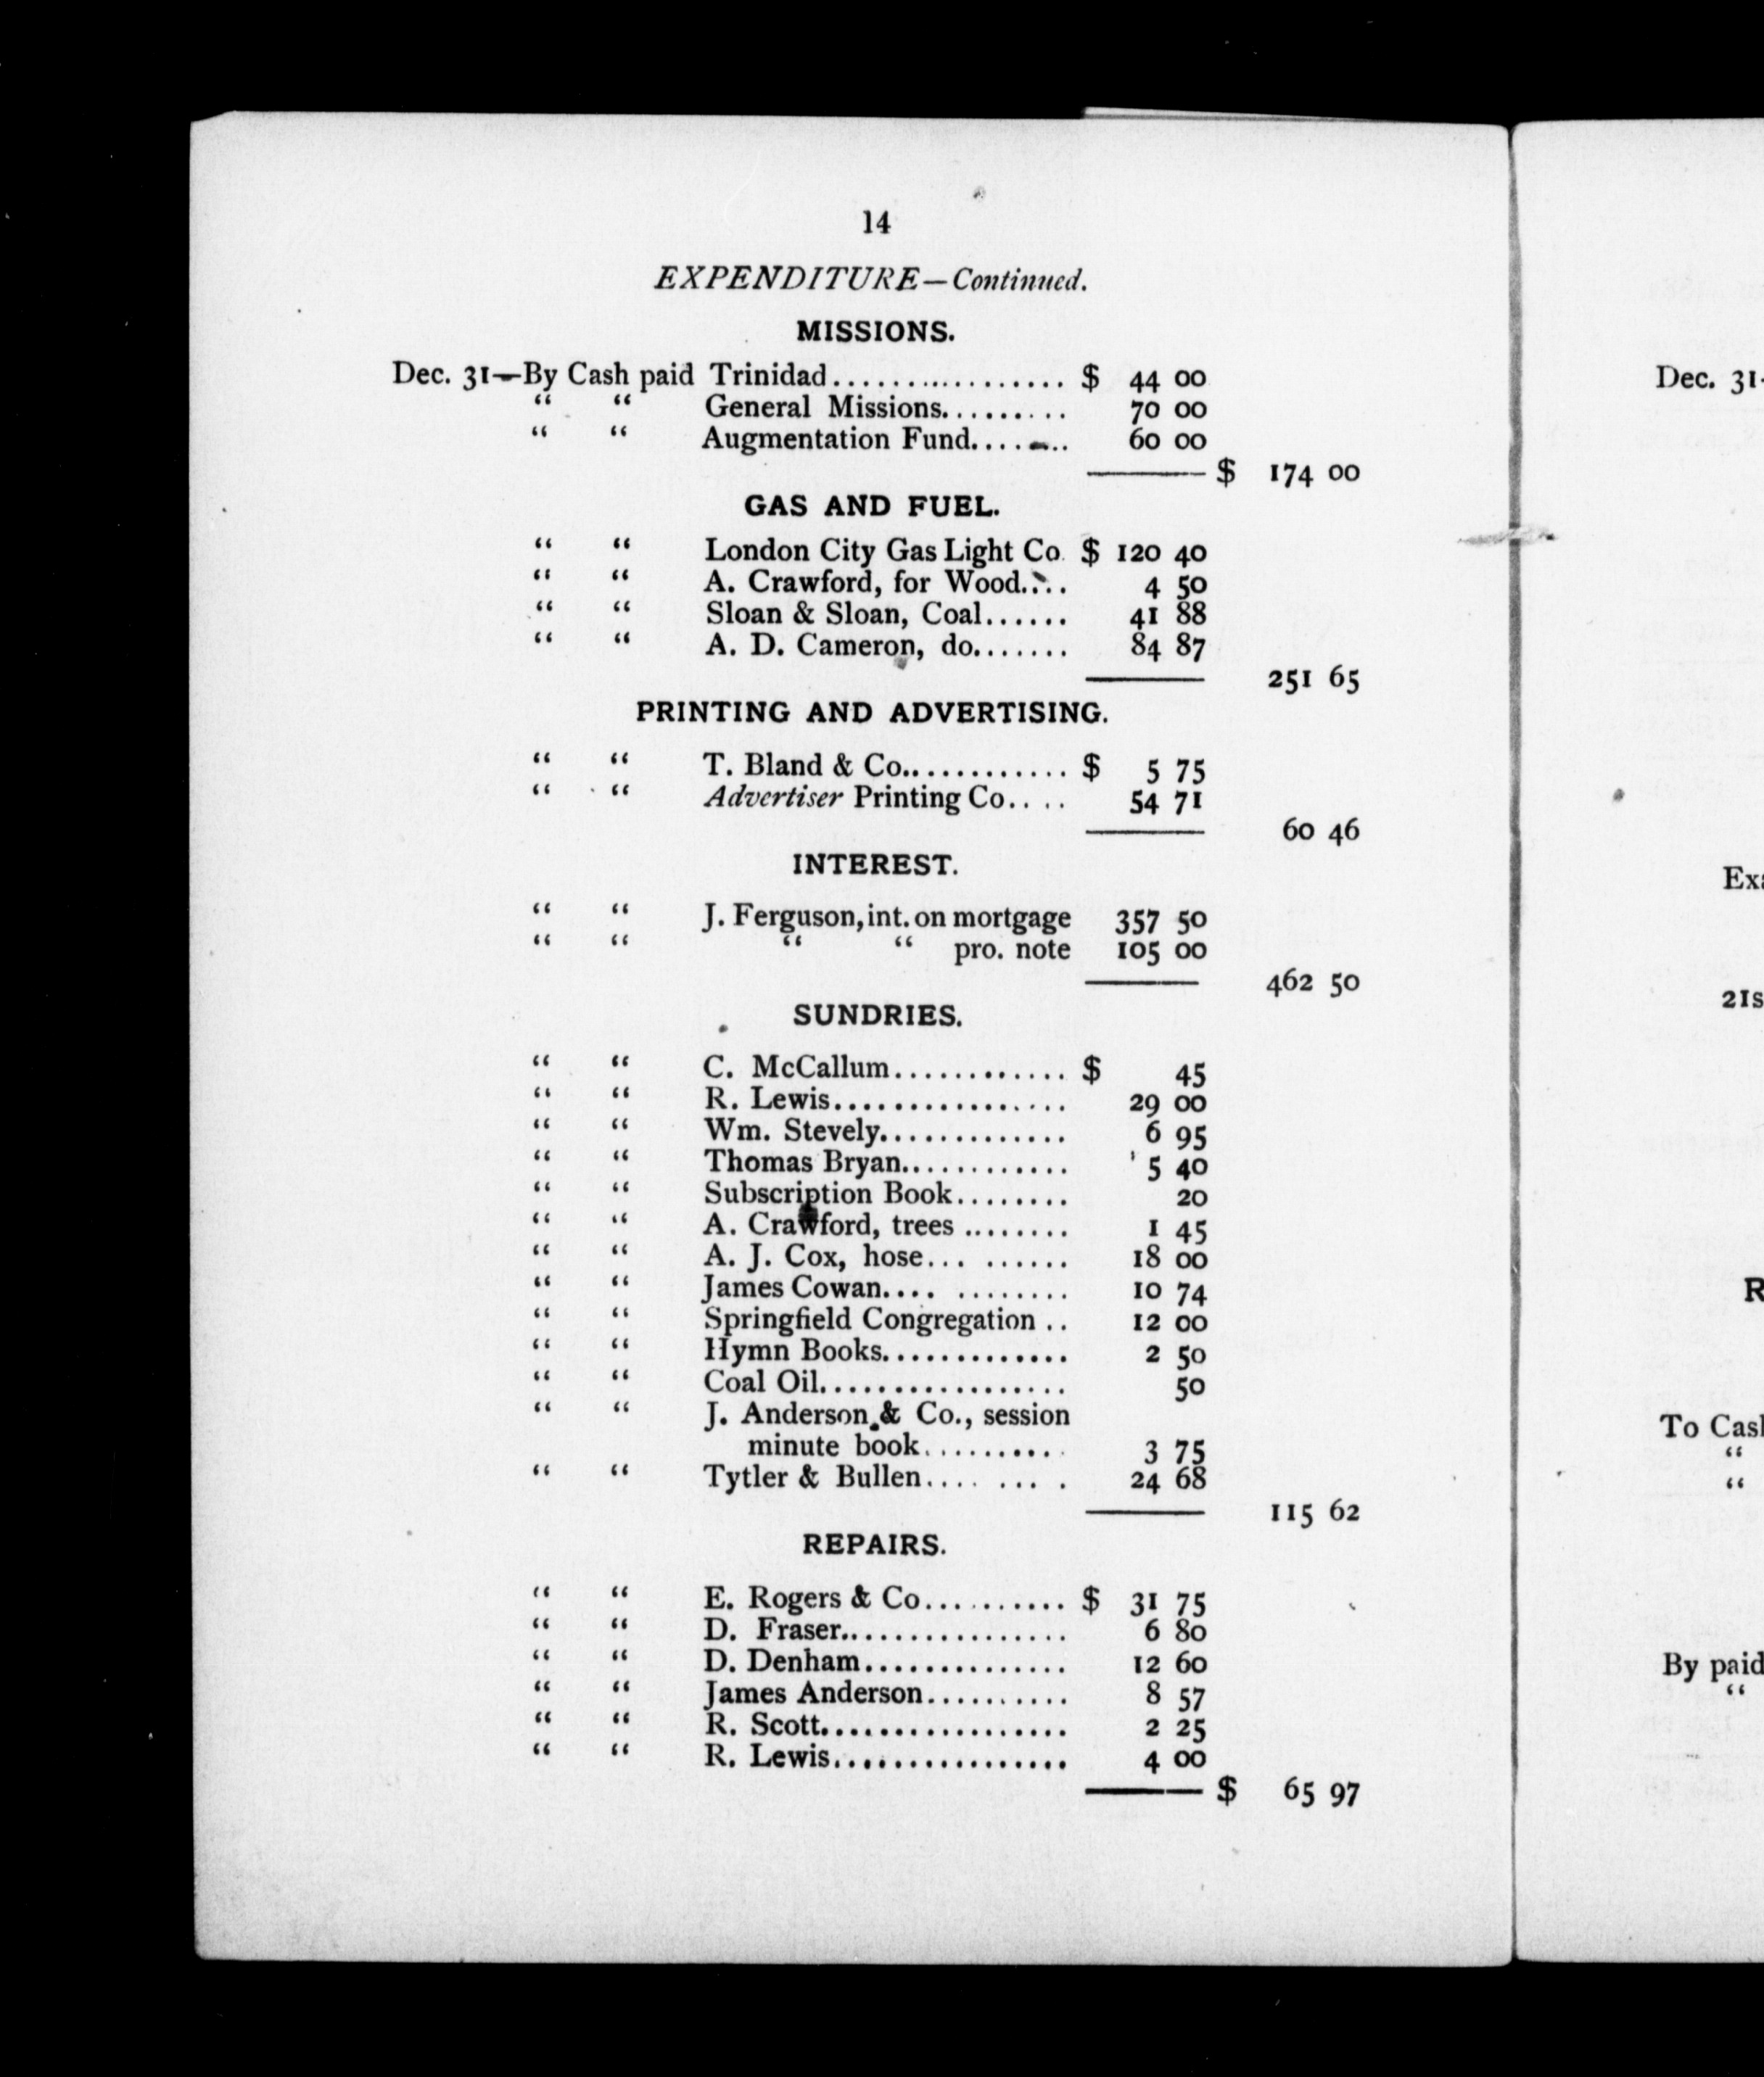 14
EXPENDITURE—Continued.
MISSIONS.
Dec. 31—By Cash paid Trinidad................ $ 44 00
“ “ General Missions......... 70 00
“ “ Augmentation Fund....... 60 00
$ 174 00
GAS AND FUEL.
“ “ London City Gas Light Co. $ 120 40
“ “ A. Crawford, for Wood.... 4 50
“ “ Sloan & Sloan, Coal...... 41 88
“ “ A. D. Cameron, do....... 84 87
251 65
PRINTING AND ADVERTISING.
“ “ T. Bland & Co............ $ 5 75
“ “ Advertiser Printing Co.... 54 71
60 46
INTEREST.
“ “ J. Ferguson, int. on mortgage 357 50
“ “ “ “ pro. note 105 00
462 50
SUNDRIES.
“ “ C. McCallum............ $ 45
“ “ R. Lewis................ 29 00
“ “ Wm. Stevely............. 6 95
“ “ Thomas Bryan........... 5 40
“ “ Subscription Book........ 20
“ “ A. Crawford, trees ........ 1 45
“ “ A. J. Cox, hose... ...... 18 00
“ “ James Cowan.... ........ 10 74
“ “ Springfield Congregation .. 12 00
“ “ Hymn Books............. 2 50
“ “ Coal Oil................. 50
“ “ J. Anderson & Co., session
minute book.......... 3 75
“ “ Tytler & Bullen.... .... . 24 68
115 62
REPAIRS.
“ “ E. Rogers & Co.......... $ 31 75
“ “ D. Fraser................ 6 80
“ “ D. Denham.............. 12 60
“ “ James Anderson.......... 8 57
“ “ R. Scott................. 2 25
“ “ R. Lewis................ 4 00
$ 65 97
Dec. 31
21s
To Cash
“
“
By paid
“